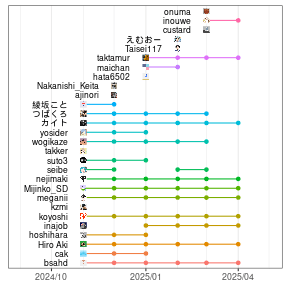 onuma
inouwe
custard
えむおー
Taisei117
taktamur
maichan
hata6502
Nakanishi_Keita
ajinori
綾坂こと
つぱくろ
カイト
yosider
wogikaze
takker
suto3
seibe
nejimaki
Mijinko_SD
meganii
kzmi
koyoshi
inajob
hoshihara
Hiro Aki
cak
bsahd
2024/10
2025/01
2025/04